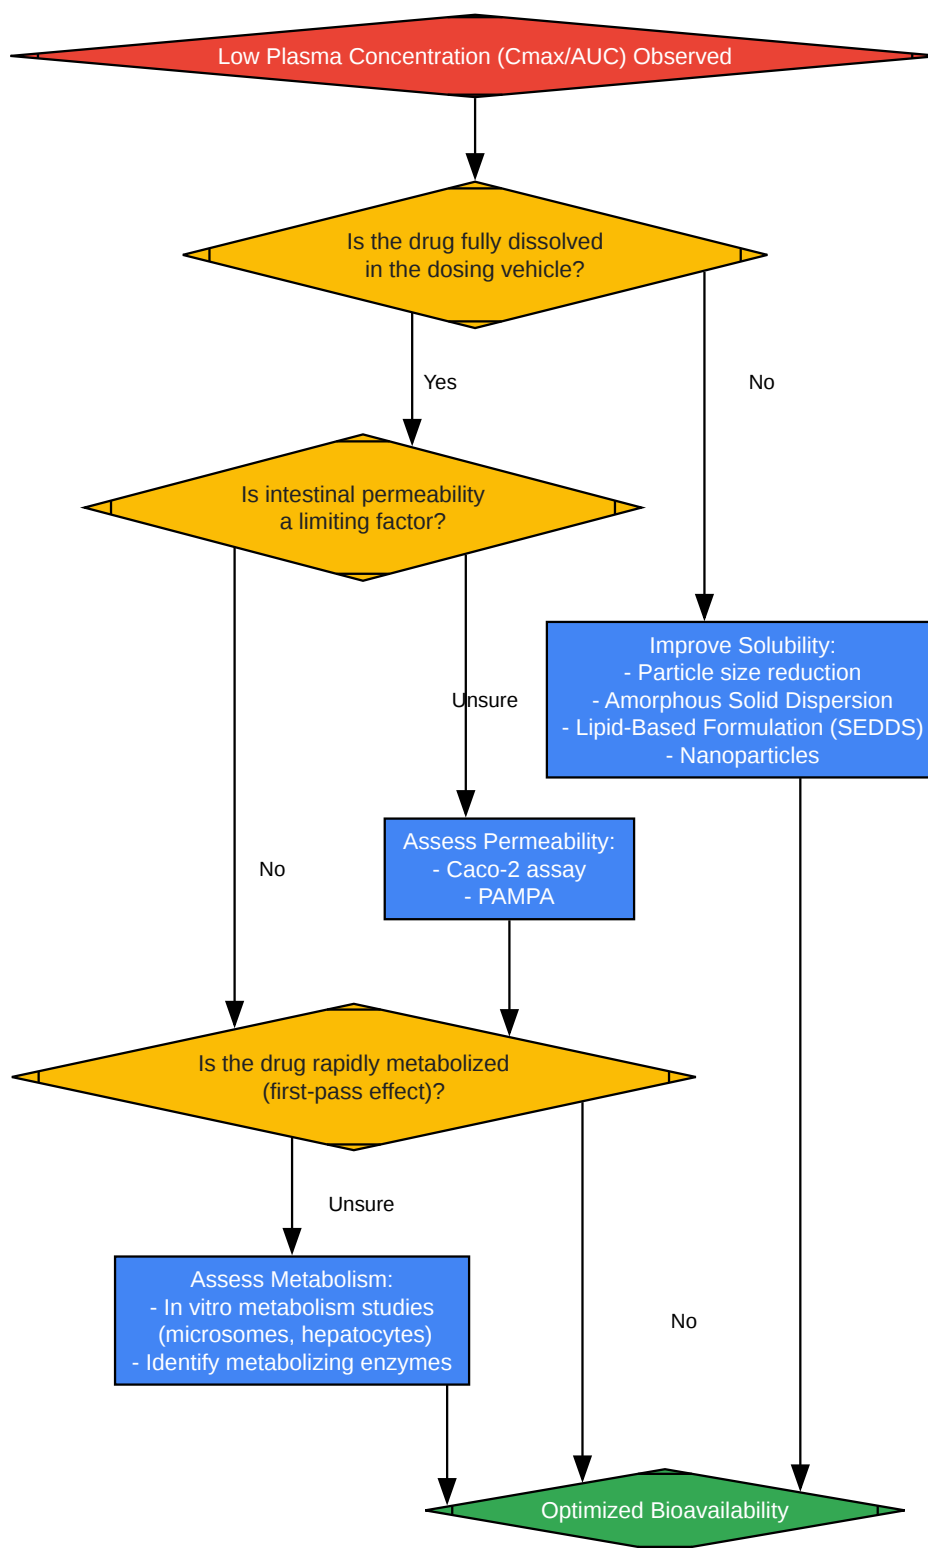 Low Plasma Concentration (Cmax/AUC) Observed
Is the drug fully dissolved
in the dosing vehicle?
Yes
No
Is intestinal permeability
a limiting factor?
Improve Solubility:
- Particle size reduction
- Amorphous Solid Dispersion
- Lipid-Based Formulation (SEDDS)
- Nanoparticles
Unsure
Assess Permeability:
- Caco-2 assay
- PAMPA
No
Is the drug rapidly metabolized
(first-pass effect)?
Unsure
Assess Metabolism:
- In vitro metabolism studies
(microsomes, hepatocytes)
- Identify metabolizing enzymes
No
Optimized Bioavailability